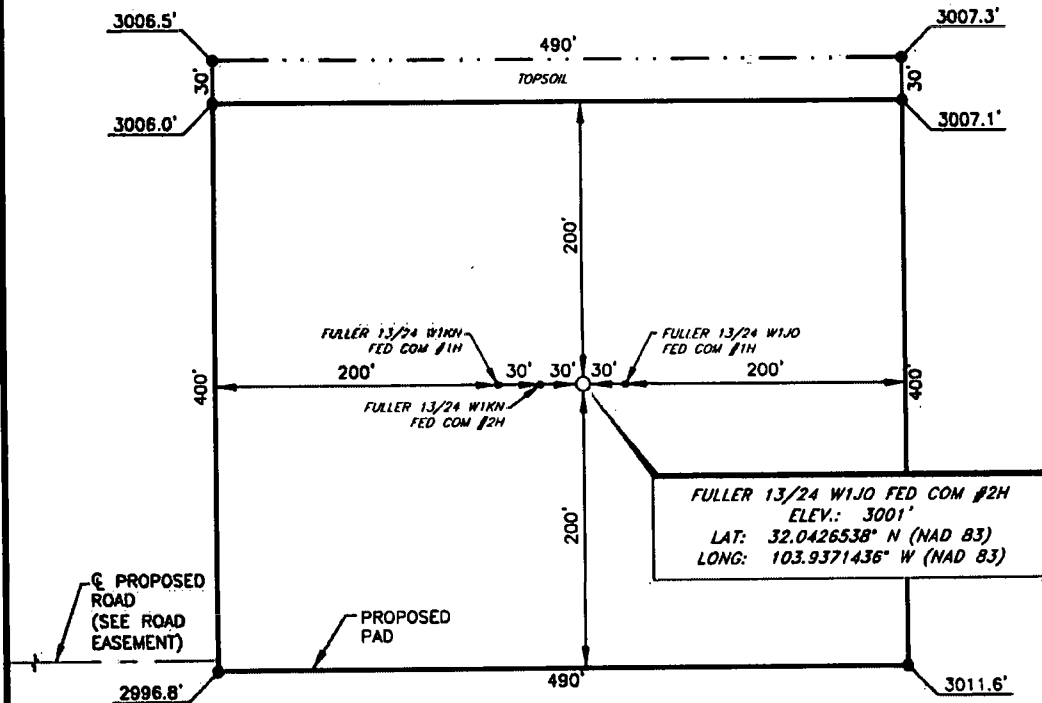 3006.5'
3007.3'
490'
30'
TOPSOIL
30'
3006.0'
3007.1'
200'
FULLER 13/24 W1KN
FED COM #1H
FULLER 13/24 W1JO
FED COM #1H
400'
200'
30'
30'
30'
200'
400'
FULLER 13/24 W1KN
FED COM #2H
FULLER 13/24 W1JO FED COM #2H
ELEV.: 3001'
LAT: 32.0426538° N (NAD 83)
LONG: 103.9371436° W (NAD 83)
200'
℄ PROPOSED
ROAD
(SEE ROAD
EASEMENT)
PROPOSED
PAD
2996.8'
490'
3011.6'